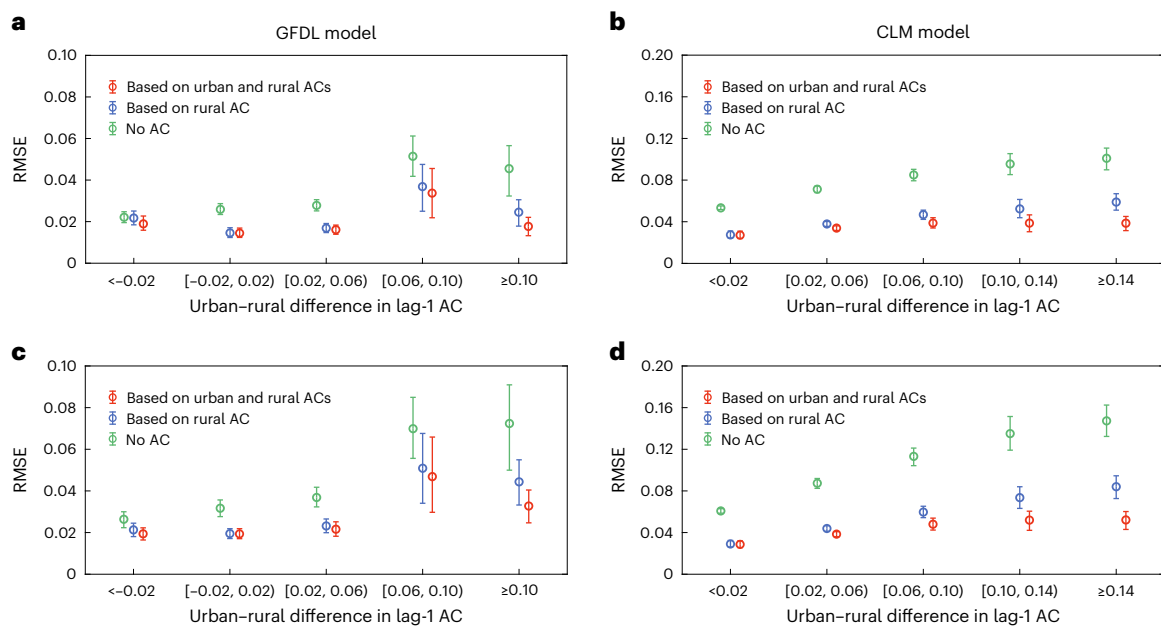 a
GFDL model
0.10
0.08
0.06
0.04
0.02
0
RMSE
Based on urban and rural ACs
Based on rural AC
No AC
<–0.02
[–0.02, 0.02)
[0.02, 0.06)
[0.06, 0.10)
≥0.10
Urban–rural difference in lag-1 AC
b
CLM model
0.20
0.16
0.12
0.08
0.04
0
RMSE
Based on urban and rural ACs
Based on rural AC
No AC
<0.02
[0.02, 0.06)
[0.06, 0.10)
[0.10, 0.14)
≥0.14
Urban–rural difference in lag-1 AC
c
0.10
0.08
0.06
0.04
0.02
0
RMSE
Based on urban and rural ACs
Based on rural AC
No AC
<–0.02
[–0.02, 0.02)
[0.02, 0.06)
[0.06, 0.10)
≥0.10
Urban–rural difference in lag-1 AC
d
0.20
0.16
0.12
0.08
0.04
0
RMSE
Based on urban and rural ACs
Based on rural AC
No AC
<0.02
[0.02, 0.06)
[0.06, 0.10)
[0.10, 0.14)
≥0.14
Urban–rural difference in lag-1 AC